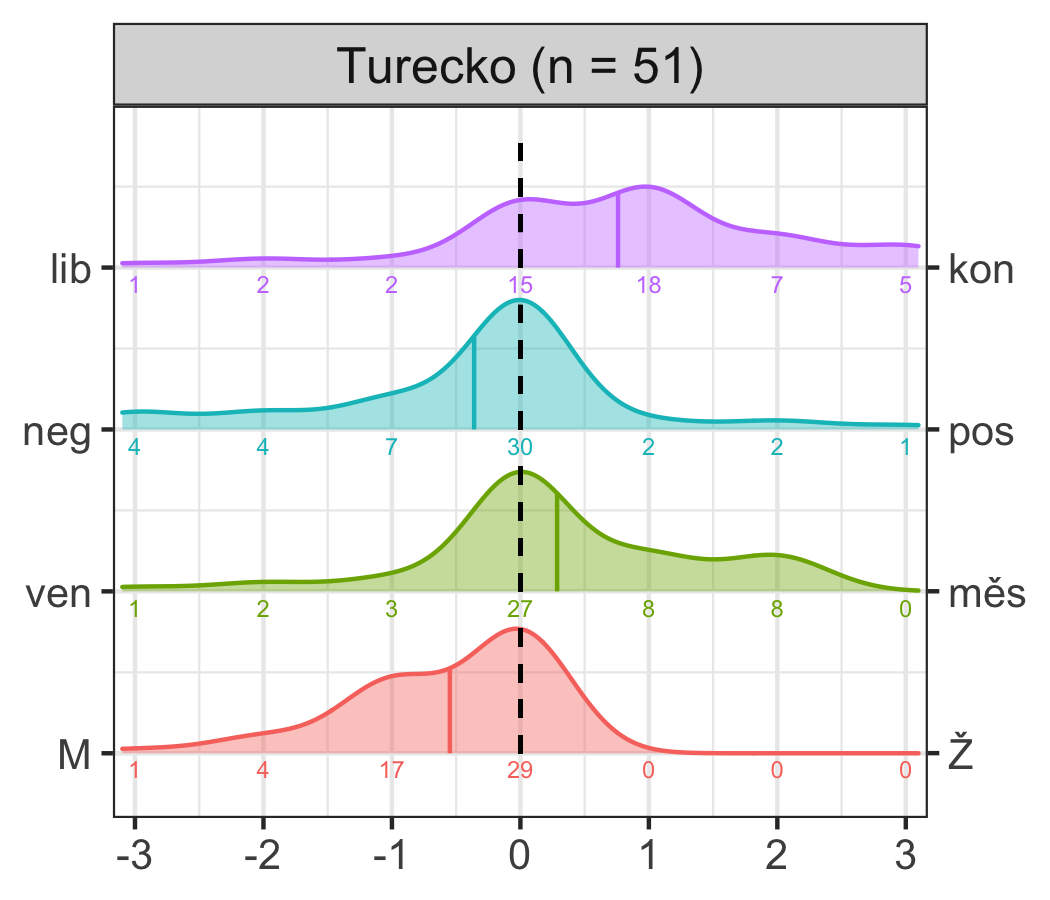 Turecko (n = 51)
lib kon
1 2 2 15 18 7 5
neg pos
4 4 7 30 2 2 1
ven měs
1 2 3 27 8 8 0
M Ž
1 4 17 29 0 0 0
-3 -2 -1 0 1 2 3